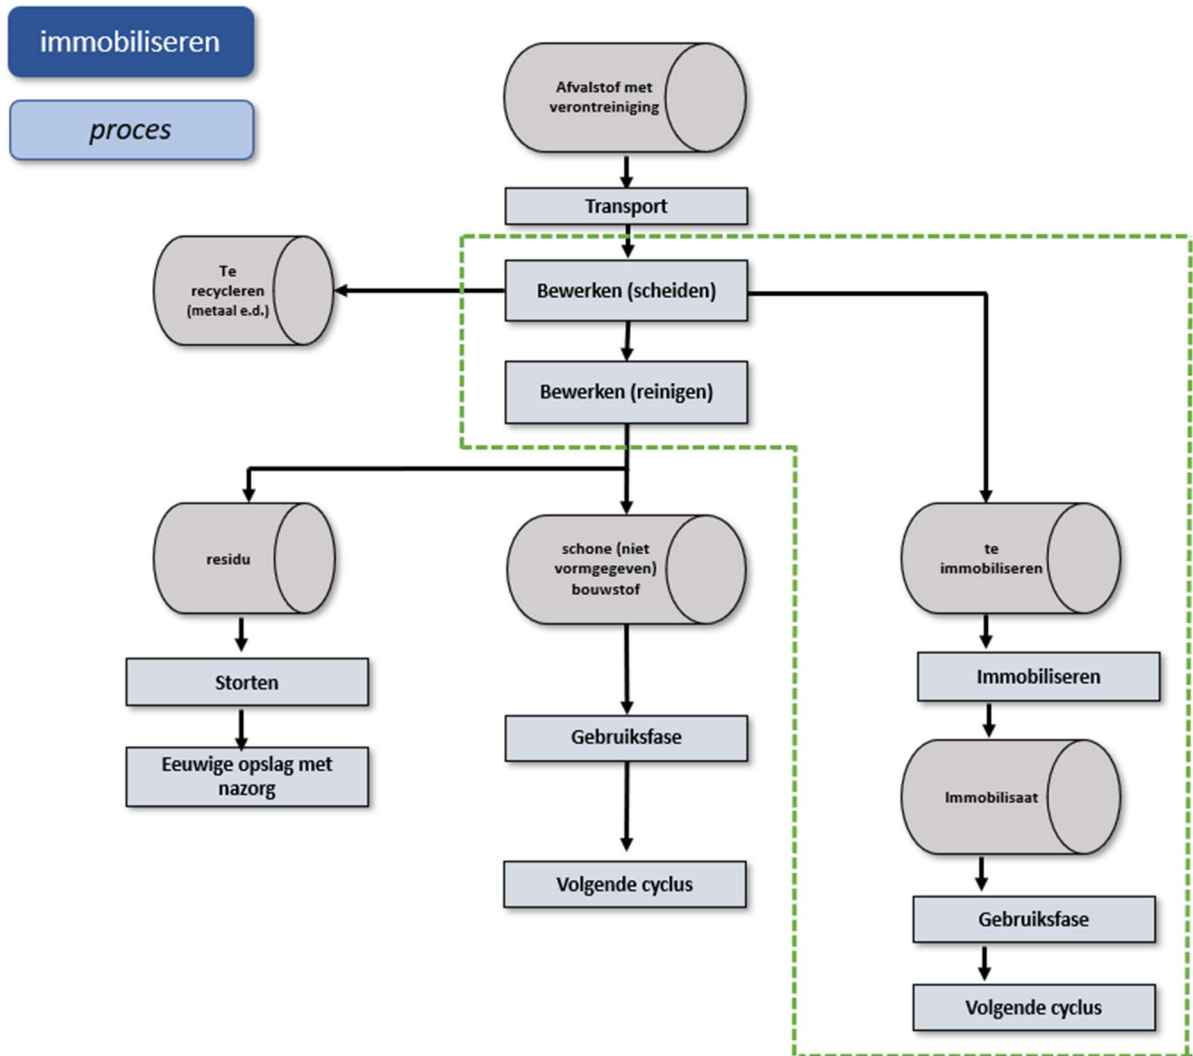 immobiliseren
proces
Afvalstof met
verontreiniging
Transport
Te
recycleren
(metaal e.d.)
Bewerken (scheiden)
Bewerken (reinigen)
residu
schone (niet
vormgegeven)
bouwstof
te
immobiliseren
Storten
Immobiliseren
Eeuwige opslag met
nazorg
Gebruiksfase
Immobilisaat
Volgende cyclus
Gebruiksfase
Volgende cyclus